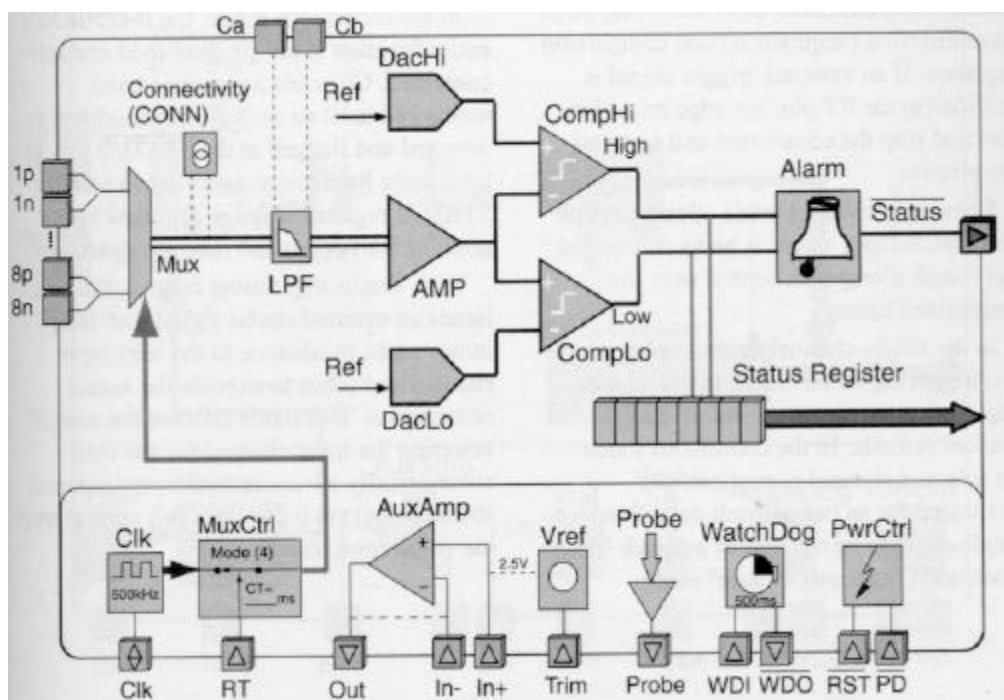 Ca
Cb
DacHi
Ref
Connectivity
(CONN)
CompHi
High
Alarm
Status
1p
1n
8p
8n
Mux
LPF
AMP
Low
CompLo
Ref
DacLo
Status Register
AuxAmp
Clk
MuxCtrl
Mode (4)
CT=
ms
500kHz
+
−
2.5V
Vref
Probe
WatchDog
500ms
PwrCtrl
Clk
RT
Out
In-
In+
Trim
Probe
WDI
WDO
RST
PD